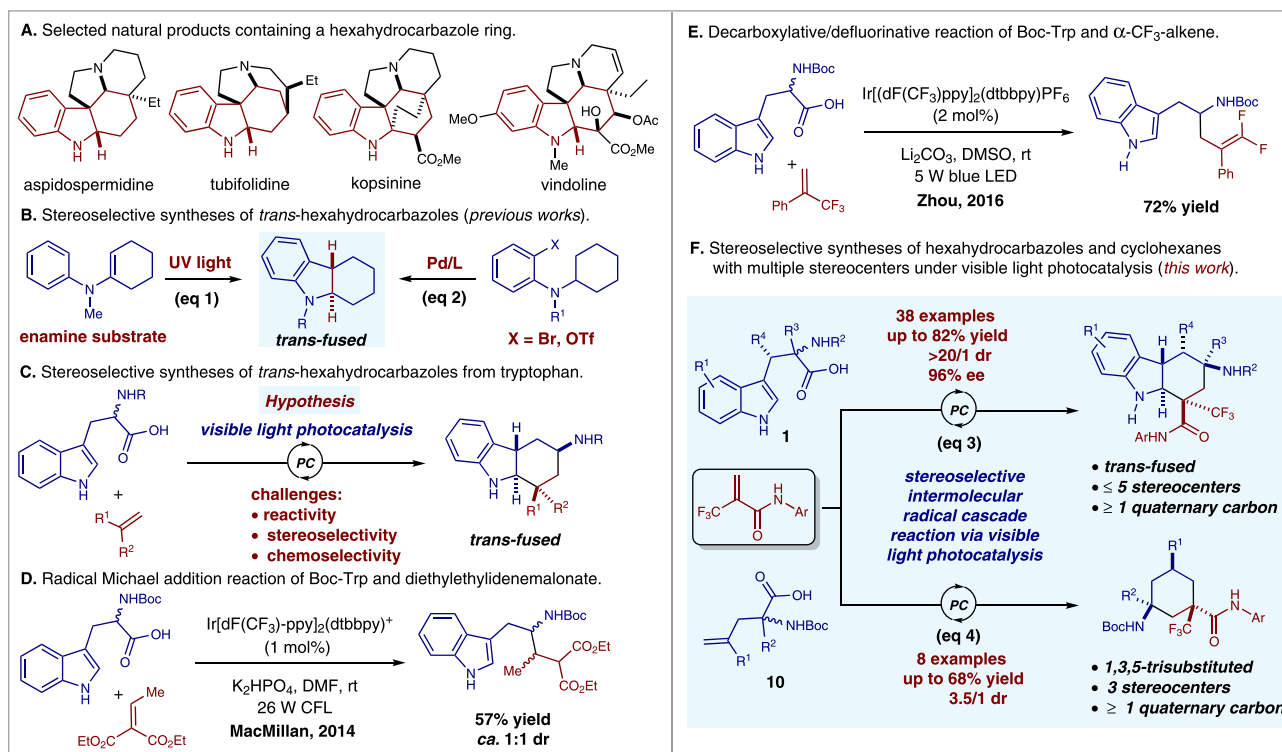 A. Selected natural products containing a hexahydrocarbazole ring.
N
Et
N
H
H
aspidospermidine
N
Et
N
H
H
tubifolidine
N
N
H
CO₂Me
kopsinine
N
MeO
N
Me
H
HO
OAc
CO₂Me
vindoline
B. Stereoselective syntheses of trans-hexahydrocarbazoles (previous works).
N
Me
enamine substrate
UV light
(eq 1)
H
N
R
H
trans-fused
Pd/L
(eq 2)
X
N
R¹
X = Br, OTf
C. Stereoselective syntheses of trans-hexahydrocarbazoles from tryptophan.
NHR
OH
O
N
H
+
R¹
R²
Hypothesis
visible light photocatalysis
PC
challenges:
• reactivity
• stereoselectivity
• chemoselectivity
H
NHR
N
H
H
R¹
R²
trans-fused
D. Radical Michael addition reaction of Boc-Trp and diethylethylidenemalonate.
NHBoc
OH
O
N
H
+
Me
EtO₂C
CO₂Et
Ir[dF(CF₃)-ppy]₂(dtbbpy)⁺
(1 mol%)
K₂HPO₄, DMF, rt
26 W CFL
MacMillan, 2014
NHBoc
Me
CO₂Et
CO₂Et
N
H
57% yield
ca. 1:1 dr
E. Decarboxylative/defluorinative reaction of Boc-Trp and α-CF₃-alkene.
NHBoc
OH
O
N
H
+
Ph
CF₃
Ir[(dF(CF₃)ppy]₂(dtbbpy)PF₆
(2 mol%)
Li₂CO₃, DMSO, rt
5 W blue LED
Zhou, 2016
NHBoc
F
F
Ph
N
H
72% yield
F. Stereoselective syntheses of hexahydrocarbazoles and cyclohexanes
with multiple stereocenters under visible light photocatalysis (this work).
R¹
R⁴
R³
NHR²
OH
O
N
H
1
38 examples
up to 82% yield
>20/1 dr
96% ee
PC
(eq 3)
R¹
H
R⁴
R³
NHR²
N
H
H
CF₃
ArHN
O
• trans-fused
• ≤ 5 stereocenters
• ≥ 1 quaternary carbon
F₃C
O
H
N
Ar
stereoselective
intermolecular
radical cascade
reaction via visible
light photocatalysis
O
OH
NHBoc
R²
R¹
10
PC
(eq 4)
8 examples
up to 68% yield
3.5/1 dr
R¹
R²
BocHN
F₃C
O
H
N
Ar
• 1,3,5-trisubstituted
• 3 stereocenters
• ≥ 1 quaternary carbon